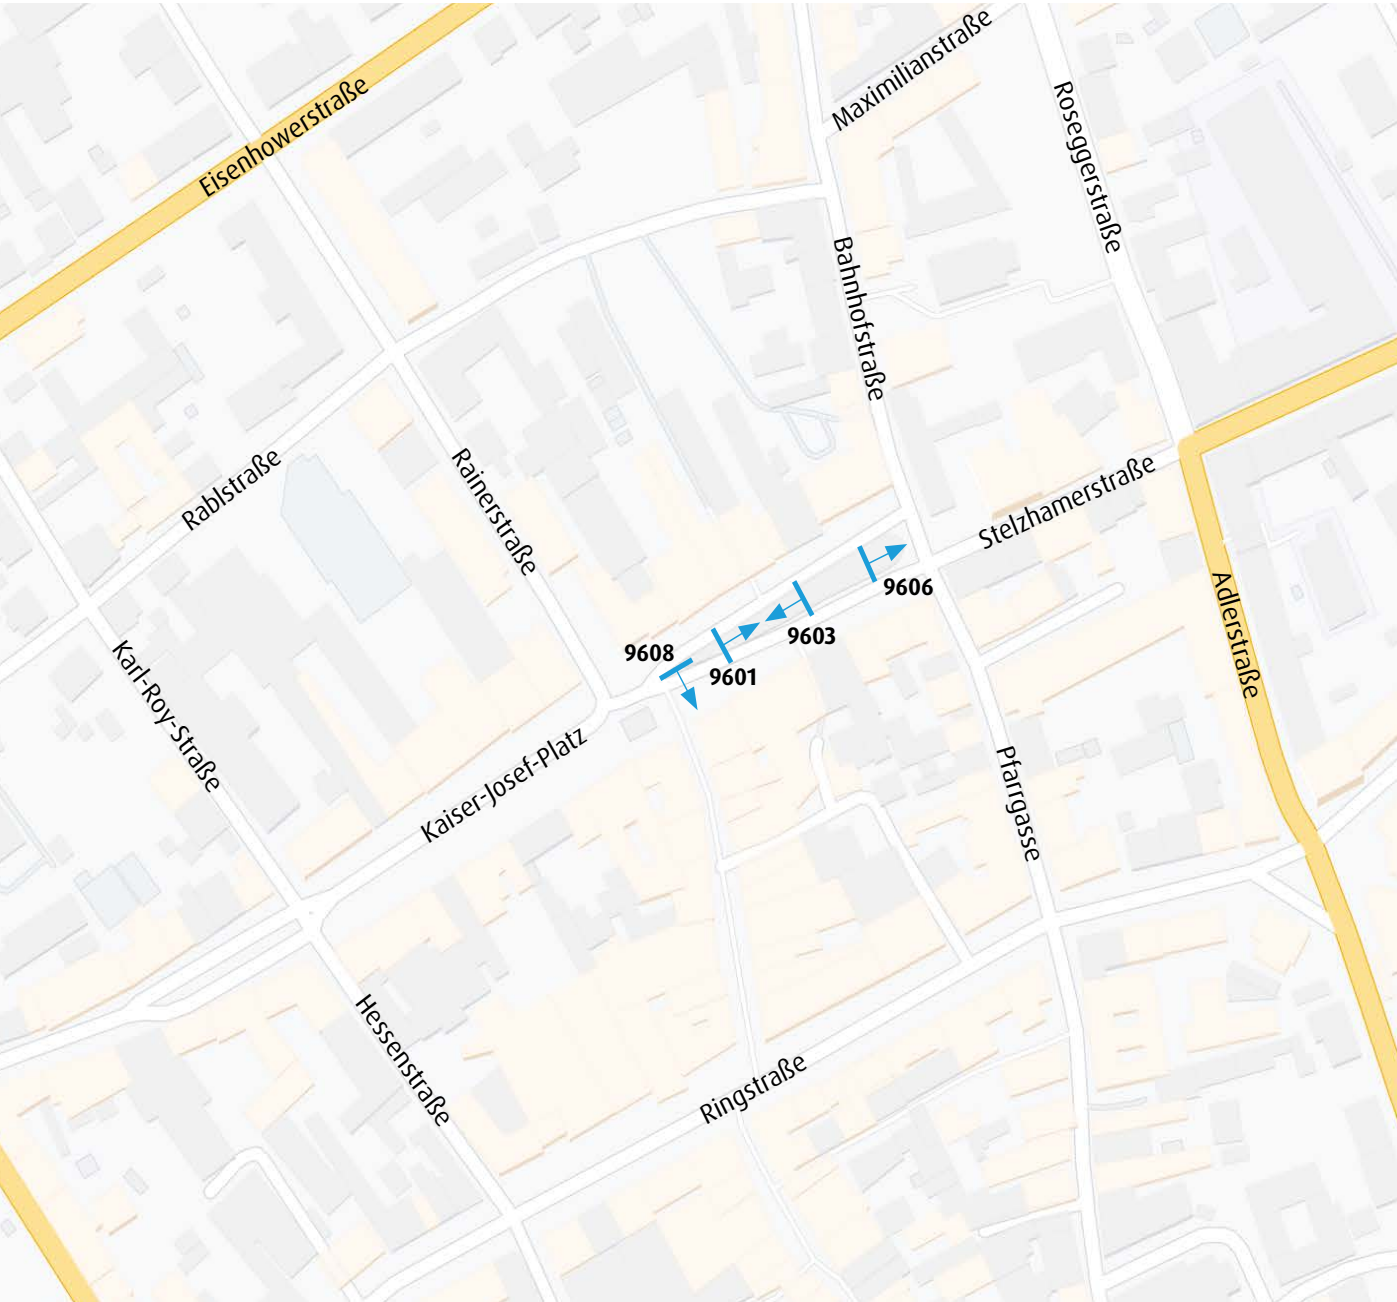 Maximilianstraße
Eisenhowerstraße
Roseggerstraße
Bahnhofstraße
Rablstraße
Rainerstraße
Stelzhamerstraße
9606
9603
9608
9601
Adlerstraße
Karl-Roy-Straße
Kaiser-Josef-Platz
Pfarrgasse
Hessenstraße
Ringstraße